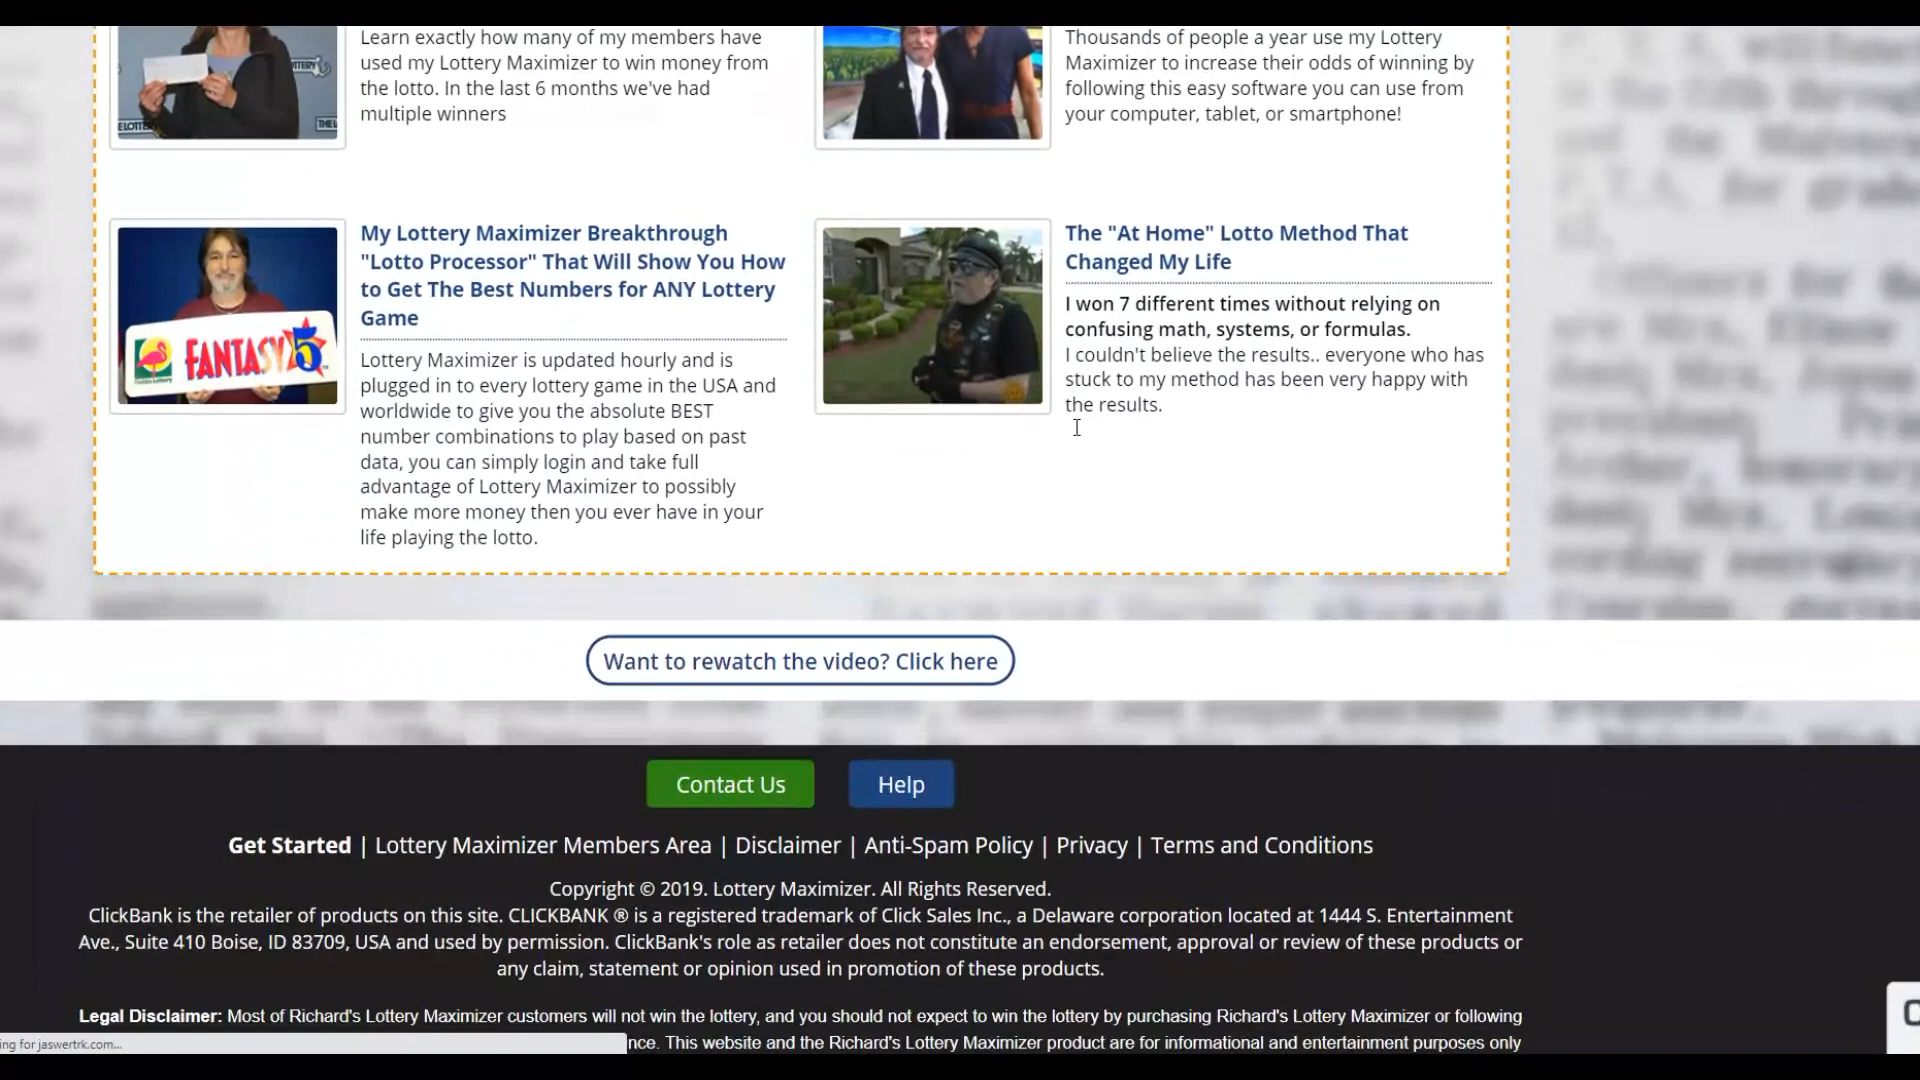 Learn exactly how many of my members have
used my Lottery Maximizer to win money from
the lotto. In the last 6 months we've had
multiple winners
Thousands of people a year use my Lottery
Maximizer to increase their odds of winning by
following this easy software you can use from
your computer, tablet, or smartphone!
FANTASY 5
My Lottery Maximizer Breakthrough
"Lotto Processor" That Will Show You How
to Get The Best Numbers for ANY Lottery
Game
Lottery Maximizer is updated hourly and is
plugged in to every lottery game in the USA and
worldwide to give you the absolute BEST
number combinations to play based on past
data, you can simply login and take full
advantage of Lottery Maximizer to possibly
make more money then you ever have in your
life playing the lotto.
The "At Home" Lotto Method That
Changed My Life
I won 7 different times without relying on
confusing math, systems, or formulas.
I couldn't believe the results.. everyone who has
stuck to my method has been very happy with
the results.
Want to rewatch the video? Click here
Contact Us
Help
Get Started | Lottery Maximizer Members Area | Disclaimer | Anti-Spam Policy | Privacy | Terms and Conditions
Copyright © 2019. Lottery Maximizer. All Rights Reserved.
ClickBank is the retailer of products on this site. CLICKBANK ® is a registered trademark of Click Sales Inc., a Delaware corporation located at 1444 S. Entertainment
Ave., Suite 410 Boise, ID 83709, USA and used by permission. ClickBank's role as retailer does not constitute an endorsement, approval or review of these products or
any claim, statement or opinion used in promotion of these products.
Legal Disclaimer: Most of Richard's Lottery Maximizer customers will not win the lottery, and you should not expect to win the lottery by purchasing Richard's Lottery Maximizer or following
ing for jaswertrk.com...
nce. This website and the Richard's Lottery Maximizer product are for informational and entertainment purposes only